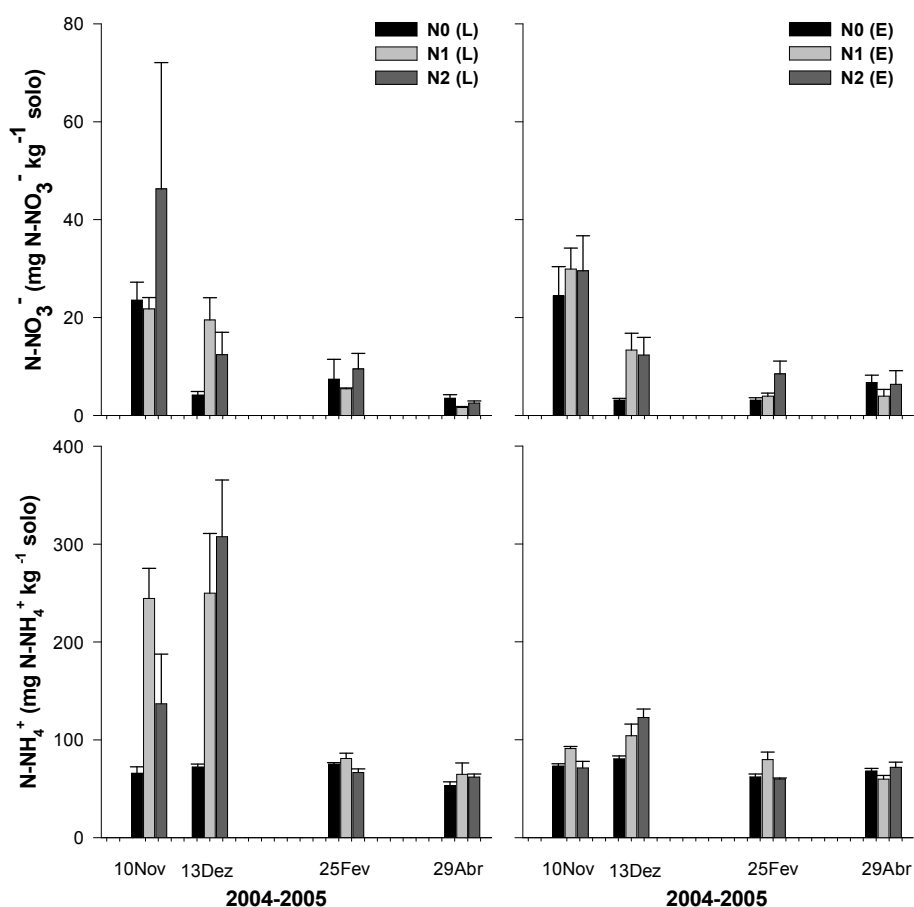 80
60
40
20
0
N-NO3- (mg N-NO3- kg-1 solo)
N0 (L)
N1 (L)
N2 (L)
N0 (E)
N1 (E)
N2 (E)
400
300
200
100
0
N-NH4+ (mg N-NH4+ kg -1 solo)
10Nov 13Dez 25Fev 29Abr
2004-2005
10Nov 13Dez 25Fev 29Abr
2004-2005